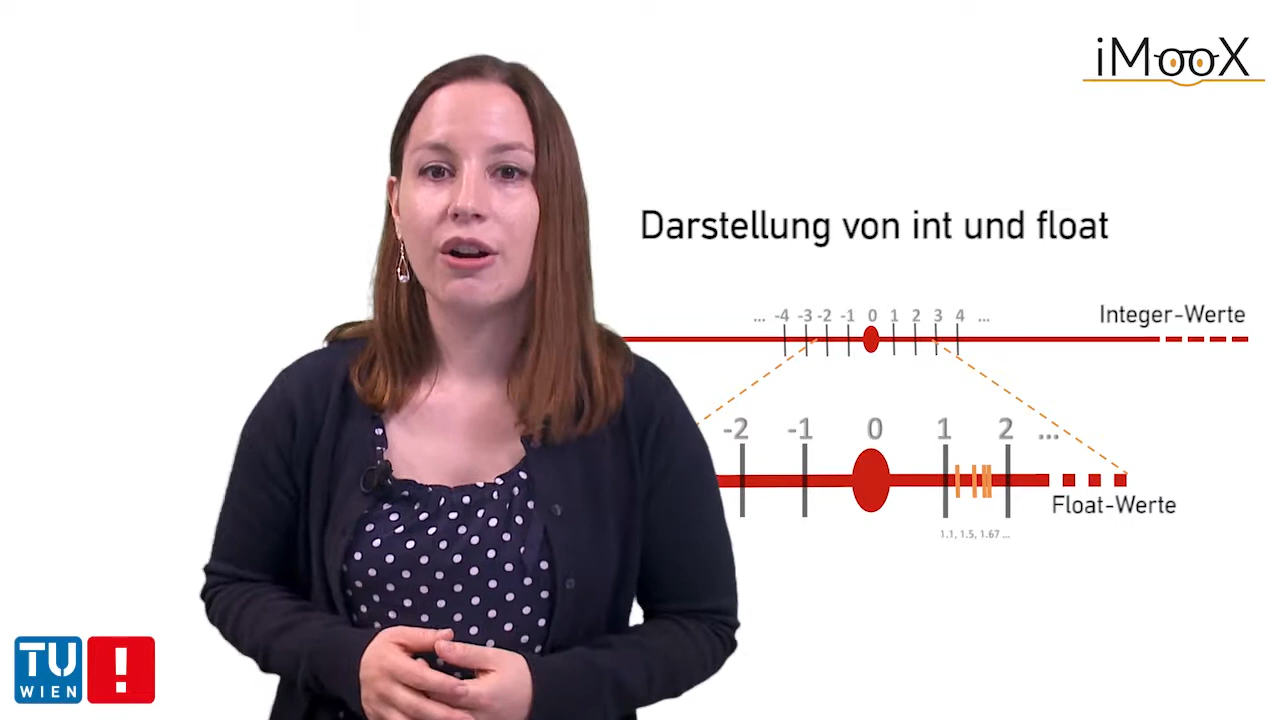 iMooX
Darstellung von int und float
... -4 -3 -2 -1 0 1 2 3 4 ...
Integer-Werte
-2 -1 0 1 2 ...
Float-Werte
1.1, 1.5, 1.67 ...
TU
WIEN
!